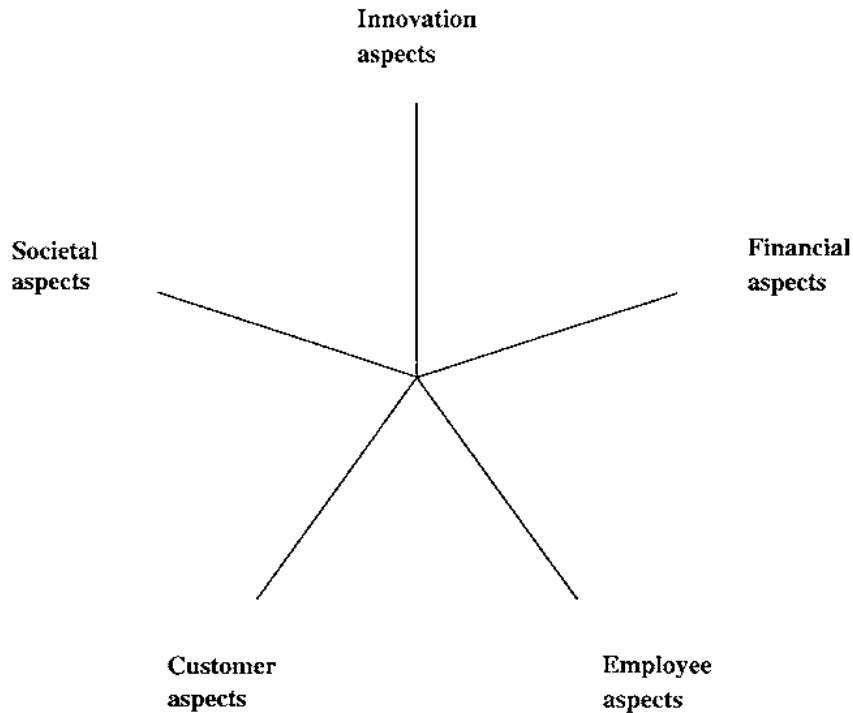 Innovation
aspects
Societal
aspects
Financial
aspects
Customer
aspects
Employee
aspects